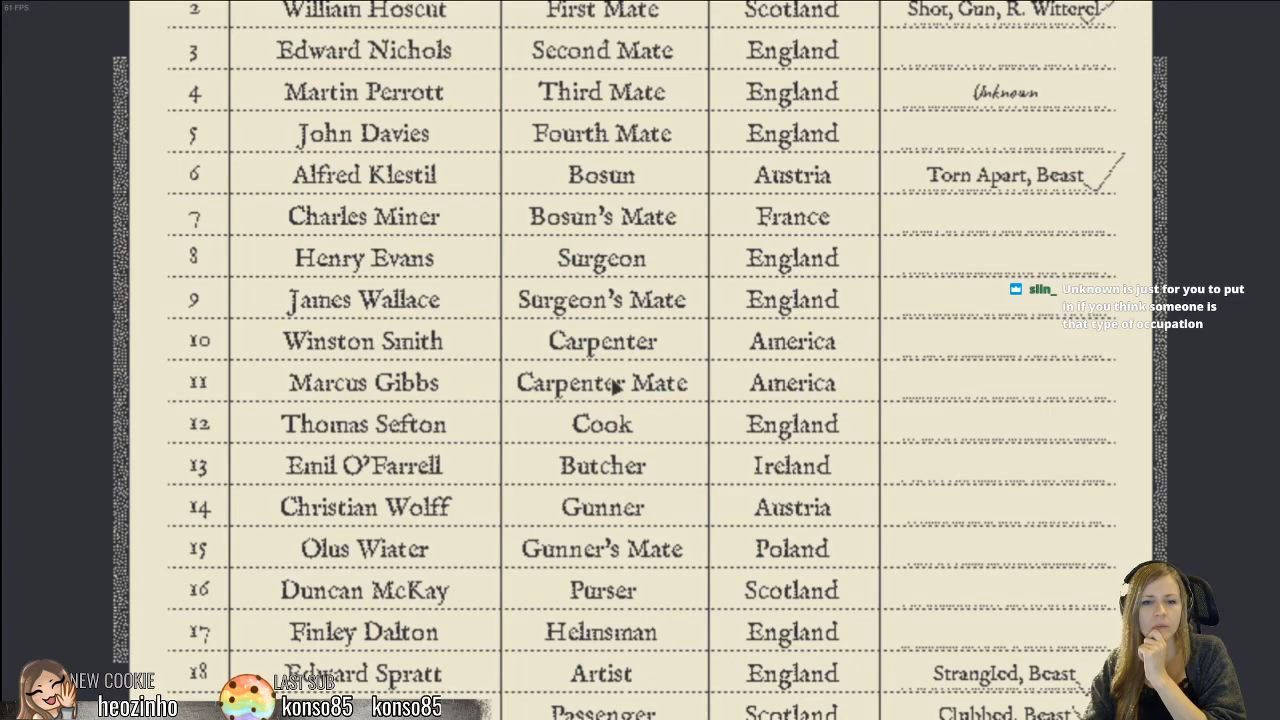 61 FPS
2 William Hoscut First Mate Scotland Shot, Gun, R. Witterel
3 Edward Nichols Second Mate England
4 Martin Perrott Third Mate England Unknown
5 John Davies Fourth Mate England
6 Alfred Klestil Bosun Austria Torn Apart, Beast
7 Charles Miner Bosun's Mate France
8 Henry Evans Surgeon England
9 James Wallace Surgeon's Mate England
slin_ Unknown is just for you to put
in if you think someone is
that type of occupation
10 Winston Smith Carpenter America
11 Marcus Gibbs Carpenter Mate America
12 Thomas Sefton Cook England
13 Emil O'Farrell Butcher Ireland
14 Christian Wolff Gunner Austria
15 Olus Wiater Gunner's Mate Poland
16 Duncan McKay Purser Scotland
17 Finley Dalton Helmsman England
18 Edward Spratt Artist England Strangled, Beast
Passenger Scotland Clubbed, Beast
NEW COOKIE
heozinho
LAST SUB
konso85 konso85